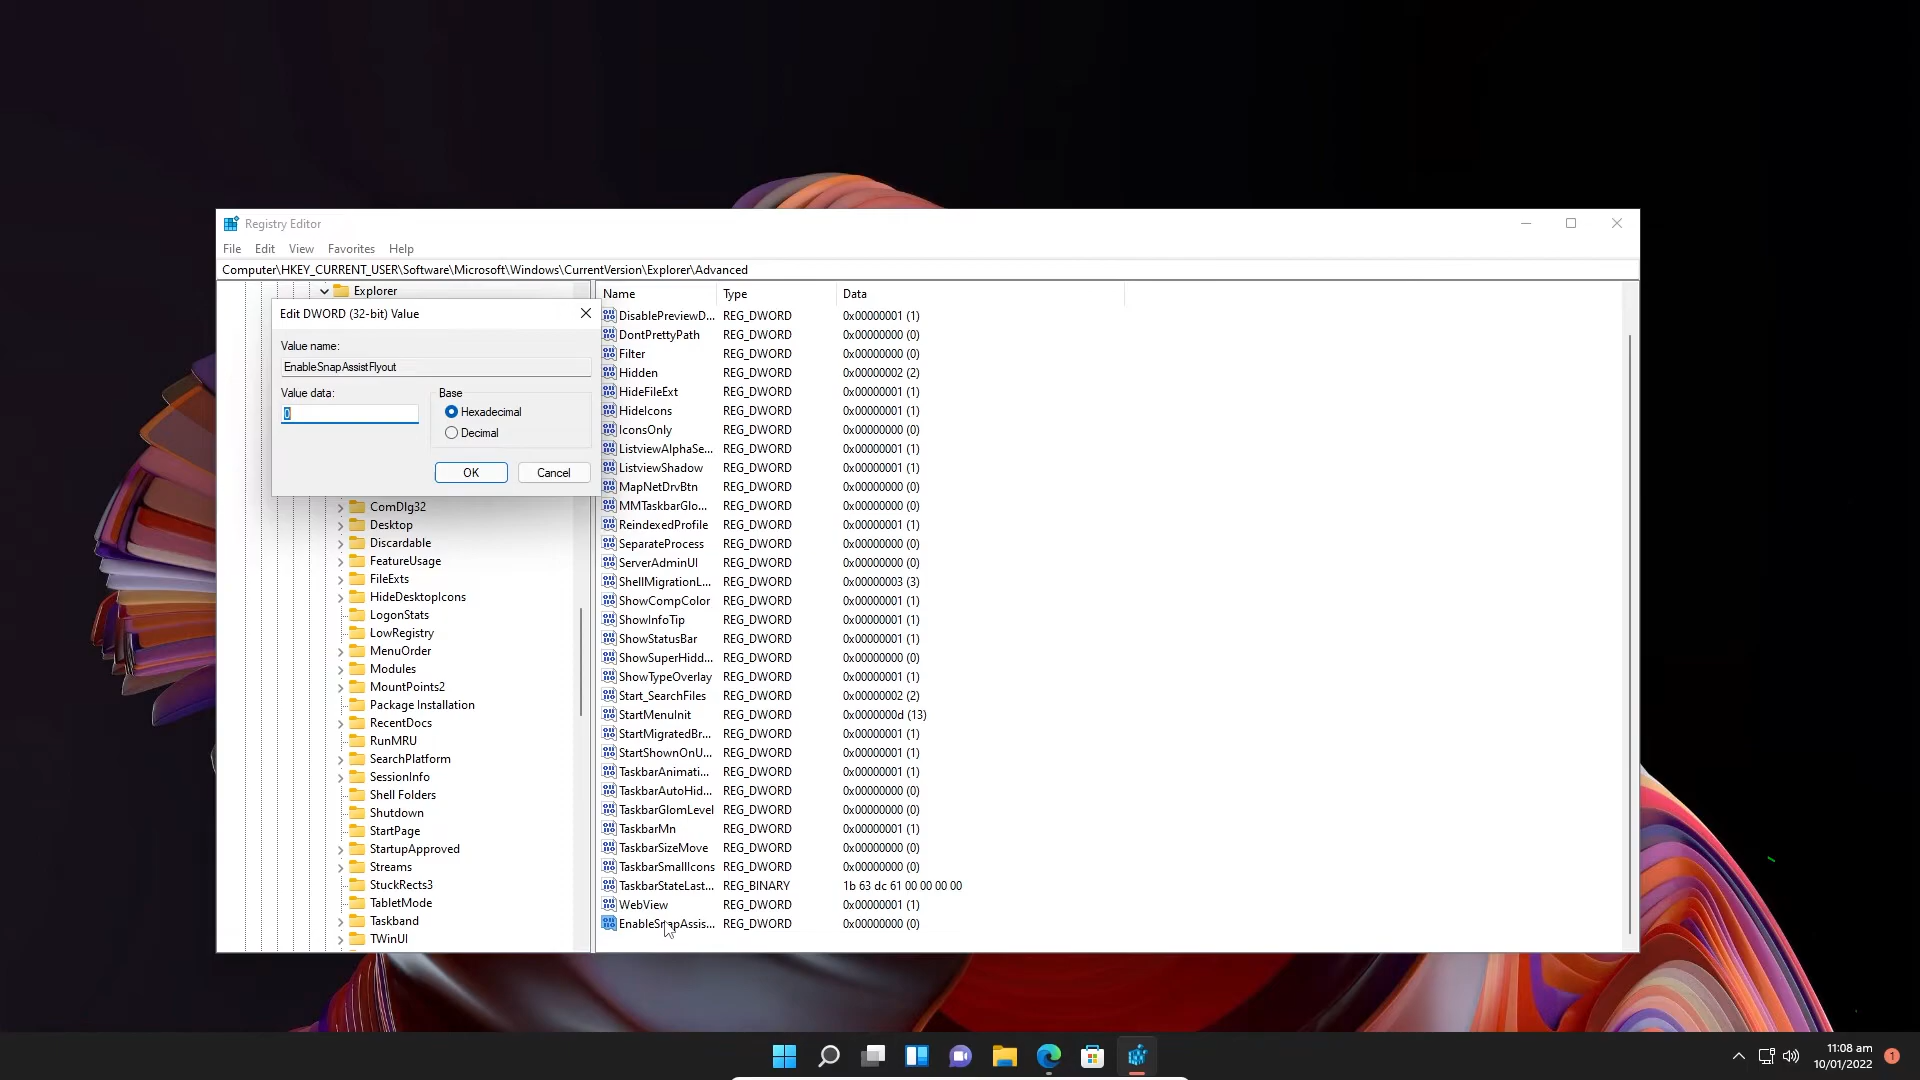 Registry Editor
File Edit View Favorites Help
Computer\HKEY_CURRENT_USER\Software\Microsoft\Windows\CurrentVersion\Explorer\Advanced
Explorer
Edit DWORD (32-bit) Value
Value name:
EnableSnapAssistFlyout
Value data:
0
Base
Hexadecimal
Decimal
OK
Cancel
ComDlg32
Desktop
Discardable
FeatureUsage
FileExts
HideDesktopIcons
LogonStats
LowRegistry
MenuOrder
Modules
MountPoints2
Package Installation
RecentDocs
RunMRU
SearchPlatform
SessionInfo
Shell Folders
Shutdown
StartPage
StartupApproved
Streams
StuckRects3
TabletMode
Taskband
TWinUI
Name Type Data
DisablePreviewD... REG_DWORD 0x00000001 (1)
DontPrettyPath REG_DWORD 0x00000000 (0)
Filter REG_DWORD 0x00000000 (0)
Hidden REG_DWORD 0x00000002 (2)
HideFileExt REG_DWORD 0x00000001 (1)
HideIcons REG_DWORD 0x00000001 (1)
IconsOnly REG_DWORD 0x00000000 (0)
ListviewAlphaSe... REG_DWORD 0x00000001 (1)
ListviewShadow REG_DWORD 0x00000001 (1)
MapNetDrvBtn REG_DWORD 0x00000000 (0)
MMTaskbarGlo... REG_DWORD 0x00000000 (0)
ReindexedProfile REG_DWORD 0x00000001 (1)
SeparateProcess REG_DWORD 0x00000000 (0)
ServerAdminUI REG_DWORD 0x00000000 (0)
ShellMigrationL... REG_DWORD 0x00000003 (3)
ShowCompColor REG_DWORD 0x00000001 (1)
ShowInfoTip REG_DWORD 0x00000001 (1)
ShowStatusBar REG_DWORD 0x00000001 (1)
ShowSuperHidd... REG_DWORD 0x00000000 (0)
ShowTypeOverlay REG_DWORD 0x00000001 (1)
Start_SearchFiles REG_DWORD 0x00000002 (2)
StartMenuInit REG_DWORD 0x0000000d (13)
StartMigratedBr... REG_DWORD 0x00000001 (1)
StartShownOnU... REG_DWORD 0x00000001 (1)
TaskbarAnimati... REG_DWORD 0x00000001 (1)
TaskbarAutoHid... REG_DWORD 0x00000000 (0)
TaskbarGlomLevel REG_DWORD 0x00000000 (0)
TaskbarMn REG_DWORD 0x00000001 (1)
TaskbarSizeMove REG_DWORD 0x00000000 (0)
TaskbarSmallIcons REG_DWORD 0x00000000 (0)
TaskbarStateLast... REG_BINARY 1b 63 dc 61 00 00 00 00
WebView REG_DWORD 0x00000001 (1)
EnableSnapAssis... REG_DWORD 0x00000000 (0)
11:08 am
10/01/2022
1